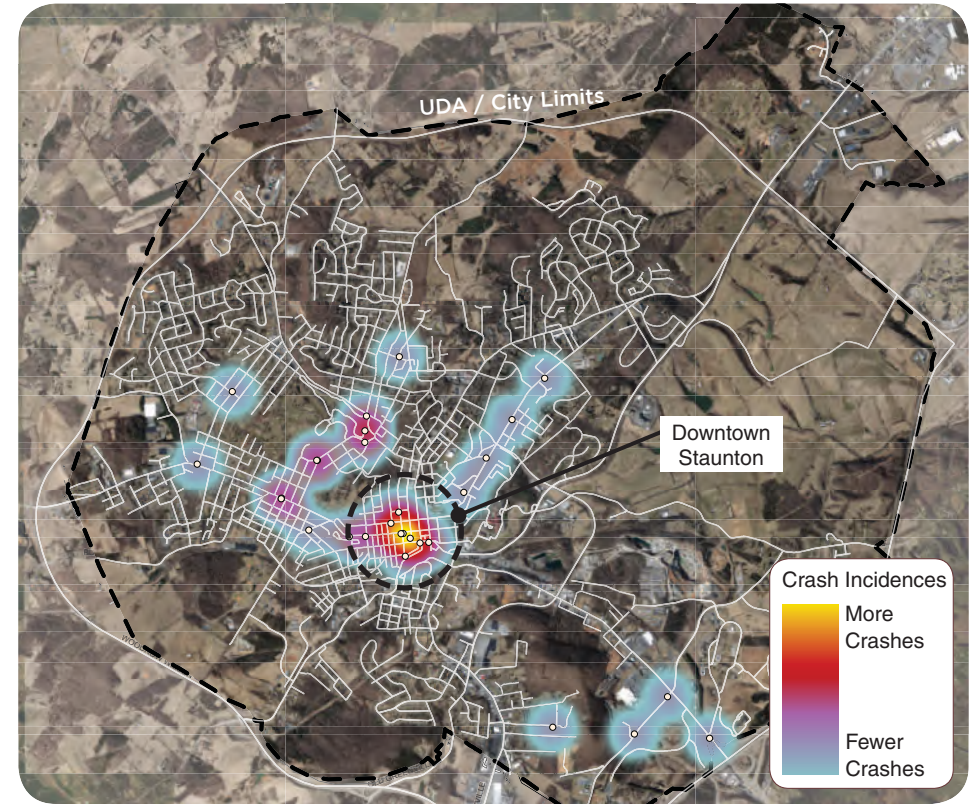 UDA / City Limits
Downtown
Staunton
Crash Incidences
More
Crashes
Fewer
Crashes